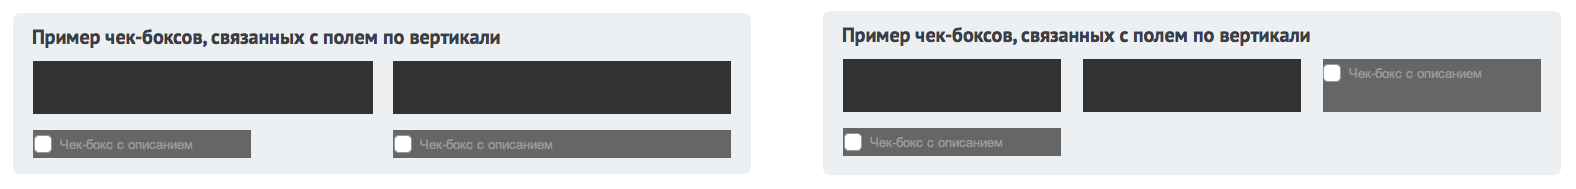 Пример чек-боксов, связанных с полем по вертикали
Чек-бокс с описанием
Чек-бокс с описанием
Пример чек-боксов, связанных с полем по вертикали
Чек-бокс с описанием
Чек-бокс с описанием